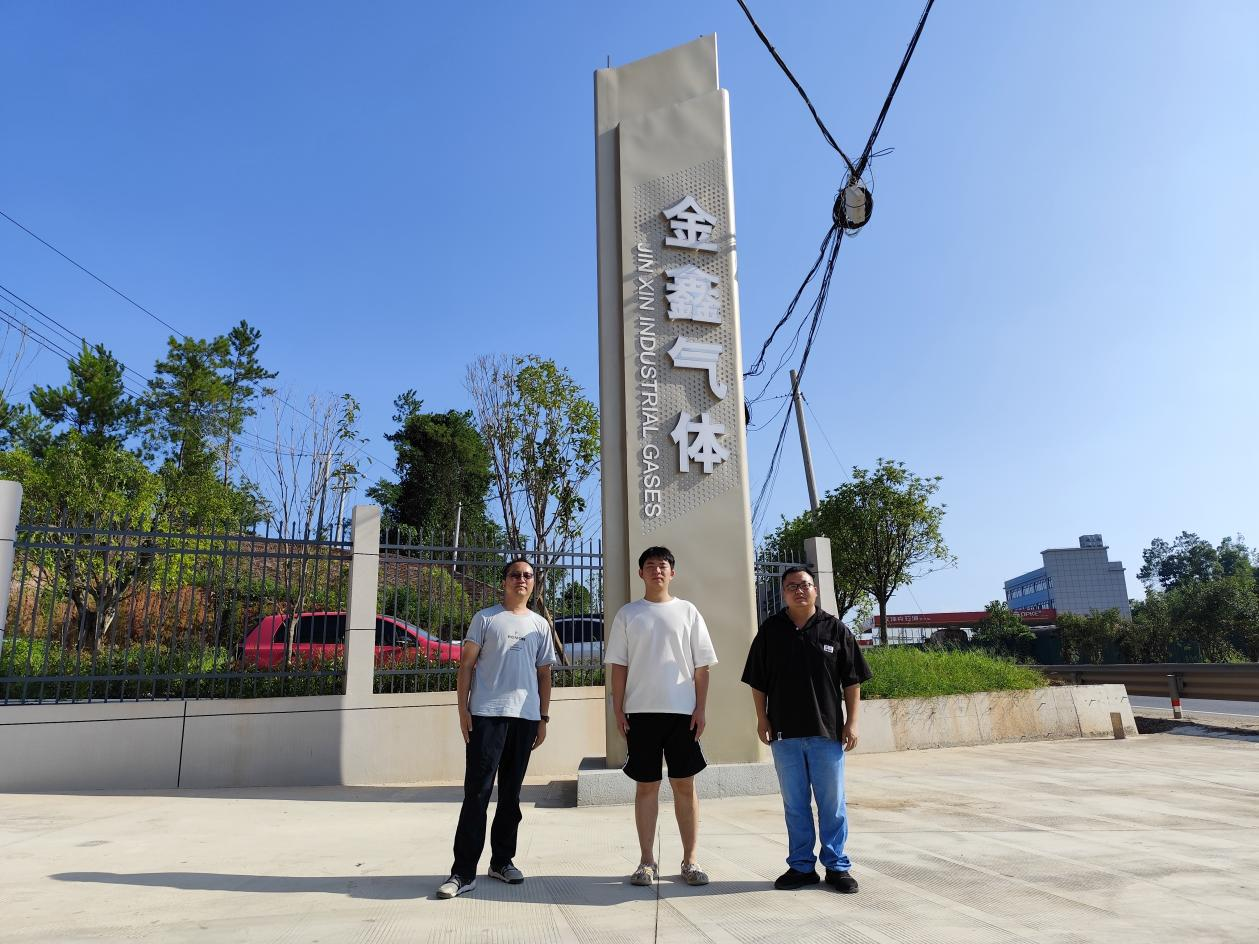 金鑫气体
JIN XIN INDUSTRIAL GASES